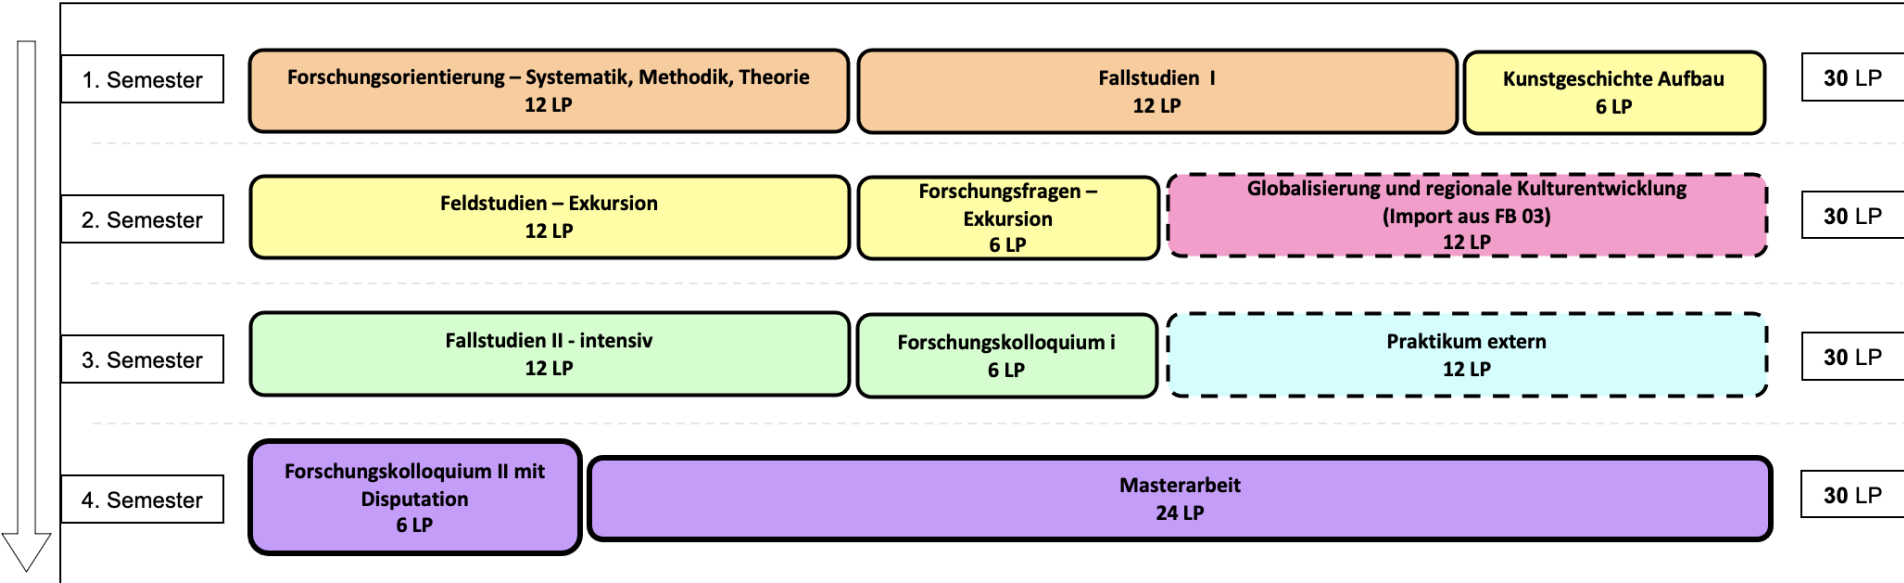 1. Semester
Forschungsorientierung – Systematik, Methodik, Theorie
12 LP
Fallstudien I
12 LP
Kunstgeschichte Aufbau
6 LP
30 LP
2. Semester
Feldstudien – Exkursion
12 LP
Forschungsfragen –
Exkursion
6 LP
Globalisierung und regionale Kulturentwicklung
(Import aus FB 03)
12 LP
30 LP
3. Semester
Fallstudien II - intensiv
12 LP
Forschungskolloquium i
6 LP
Praktikum extern
12 LP
30 LP
4. Semester
Forschungskolloquium II mit
Disputation
6 LP
Masterarbeit
24 LP
30 LP